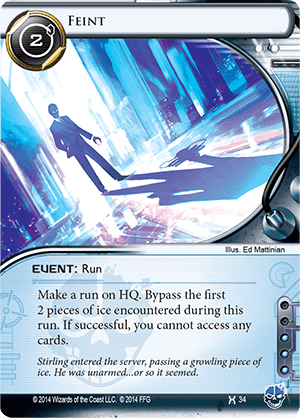 Feint
2
Illus. Ed Mattinian
EVENT: Run
Make a run on HQ. Bypass the first
2 pieces of ice encountered during this
run. If successful, you cannot access any
cards.
Stirling entered the server, passing a growling piece of
ice. He was unarmed...or so it seemed.
© 2014 Wizards of the Coast LLC. © 2014 FFG 34